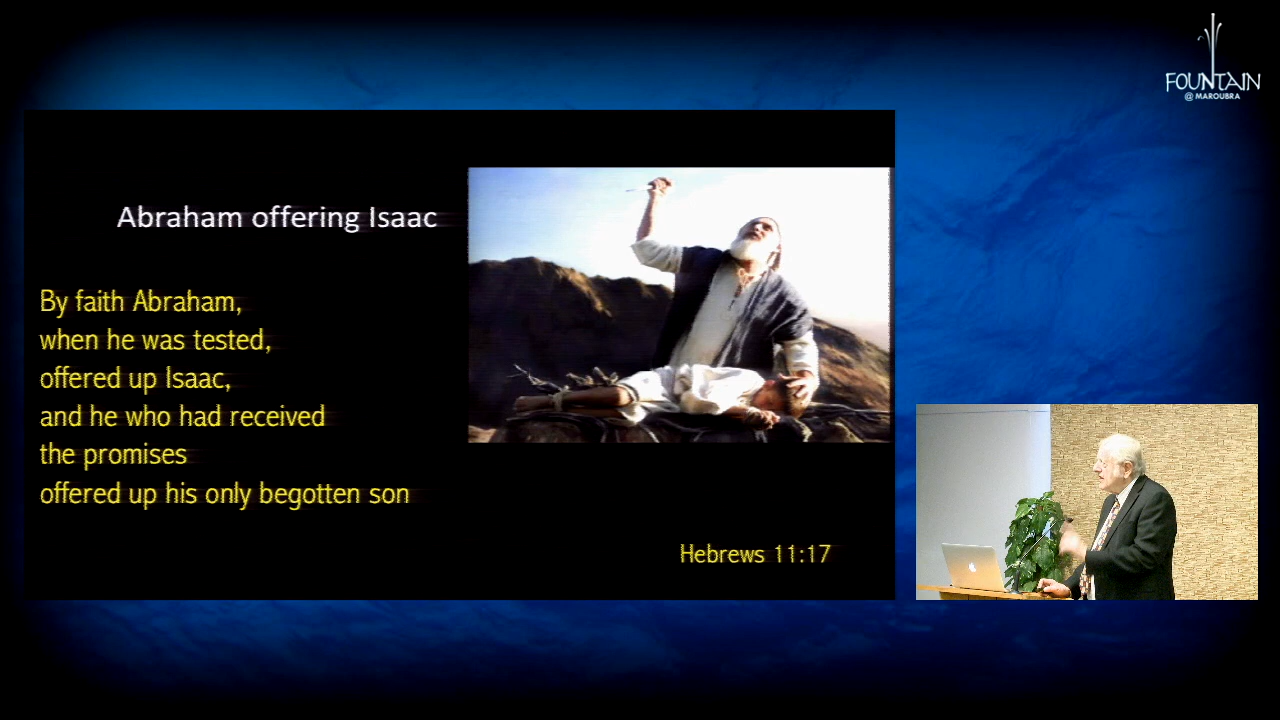 FOUNTAIN
@ MAROUBRA
Abraham offering Isaac
By faith Abraham,
when he was tested,
offered up Isaac,
and he who had received
the promises
offered up his only begotten son
Hebrews 11:17